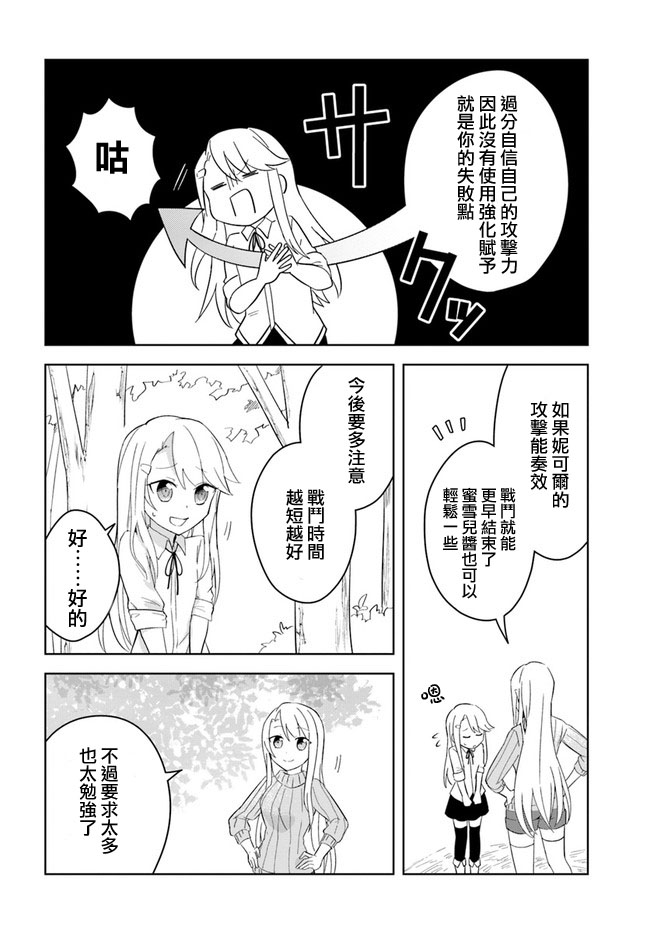 過分自信自己的攻擊力
因此沒有使用強化賦予
就是你的失敗點
サ
クッ
咕
如果妮可爾的
攻擊能奏效
戰鬥就能
更早結束了
蜜雪兒醬也可以
輕鬆一些
嗯
今後要多注意
戰鬥時間
越短越好
好……好的
不過要求太多
也太勉強了